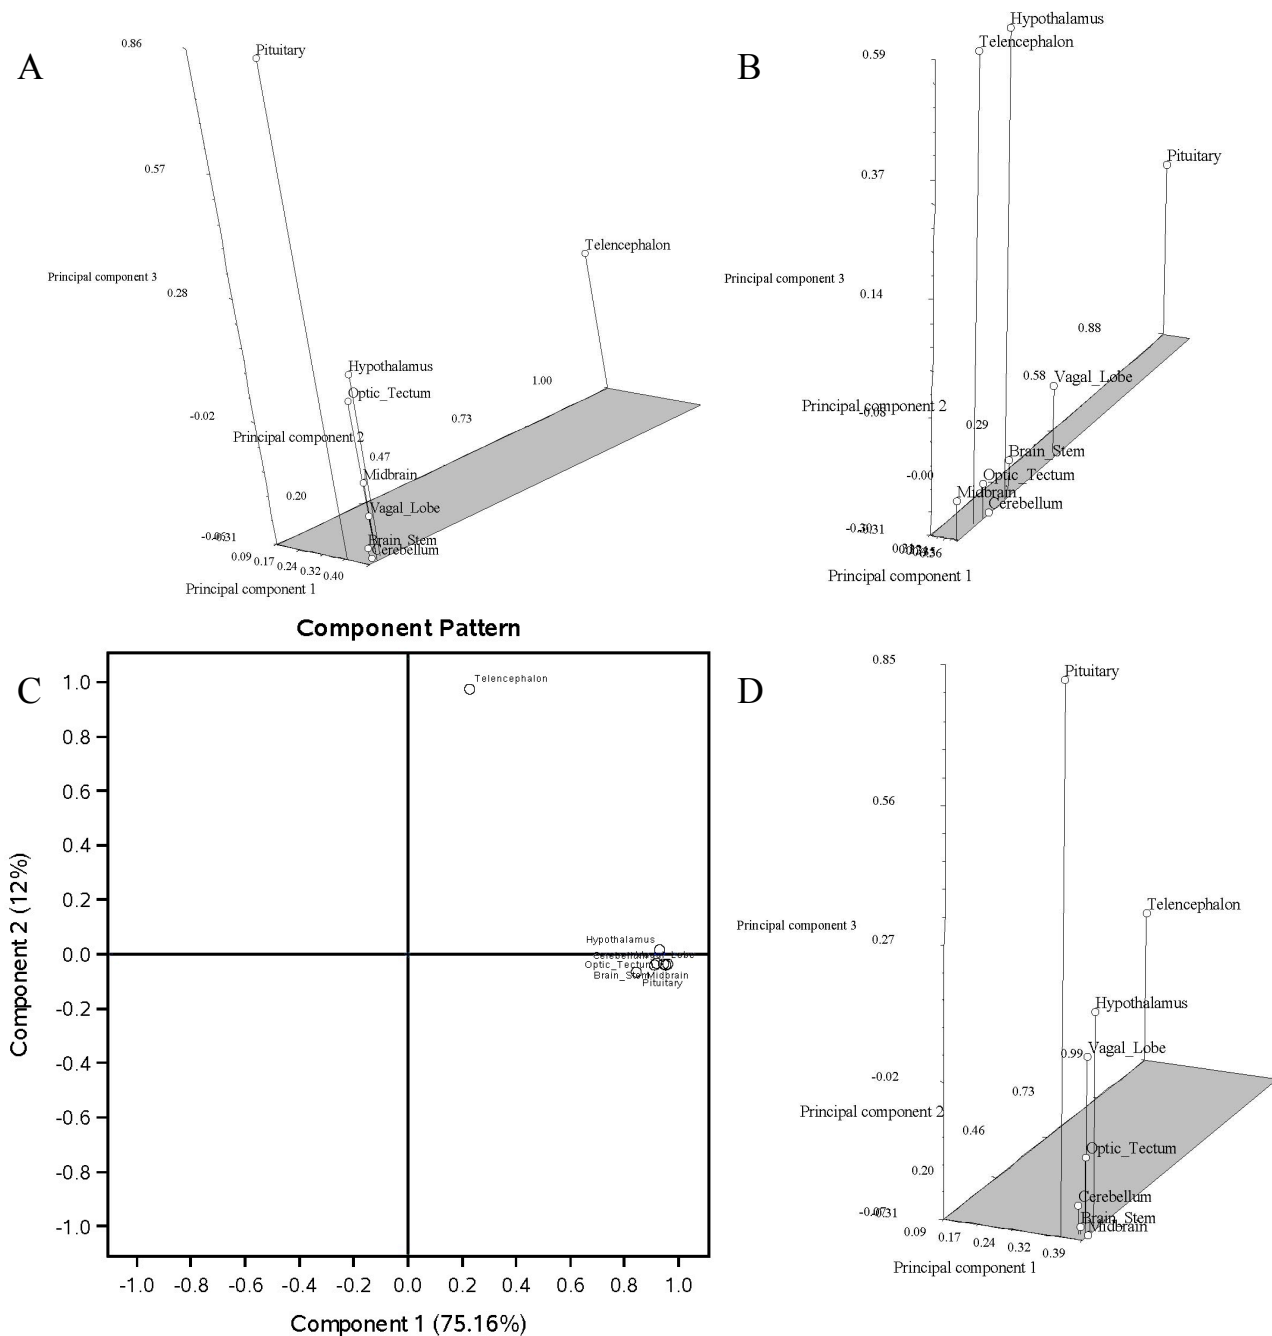 A
0.86
Pituitary
0.57
Principal component 3
0.28
Telencephalon
Hypothalamus
Optic_Tectum
1.00
-0.02
0.73
Principal component 2
0.47
Midbrain
0.20
Vagal_Lobe
Brain_Stem
Cerebellum
0.09 0.17 0.24 0.32 0.40
Principal component 1
B
Hypothalamus
Telencephalon
0.59
Pituitary
0.37
Principal component 3
0.14
0.88
0.58
Vagal_Lobe
Principal component 2
0.29
Brain_Stem
-0.00
Optic_Tectum
Midbrain
Cerebellum
Principal component 1
Component Pattern
C
Telencephalon
1.0
0.8
0.6
0.4
0.2
0.0
-0.2
-0.4
-0.6
-0.8
-1.0
Hypothalamus
Optic_Tectum
Brain_Stem
Midbrain
Pituitary
Component 2 (12%)
-1.0 -0.8 -0.6 -0.4 -0.2 0.0 0.2 0.4 0.6 0.8 1.0
Component 1 (75.16%)
D
0.85
Pituitary
0.56
Telencephalon
Principal component 3
0.27
Hypothalamus
0.99
Vagal_Lobe
-0.02
0.73
Principal component 2
0.46
Optic_Tectum
0.20
Cerebellum
Brain_Stem
Midbrain
0.09 0.17 0.24 0.32 0.39
Principal component 1